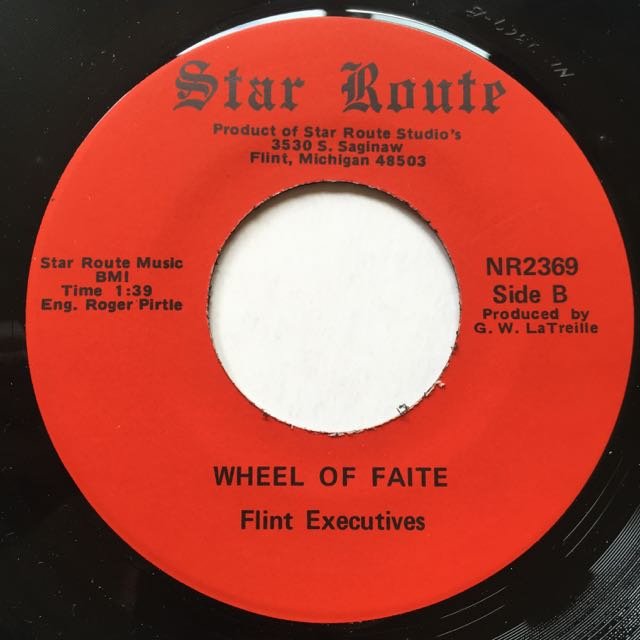 Star Route
Product of Star Route Studio's
3530 S. Saginaw
Flint, Michigan 48503
Star Route Music
BMI
Time 1:39
Eng. Roger Pirtle
NR2369
Side B
Produced by
G. W. LaTreille
WHEEL OF FAITE
Flint Executives